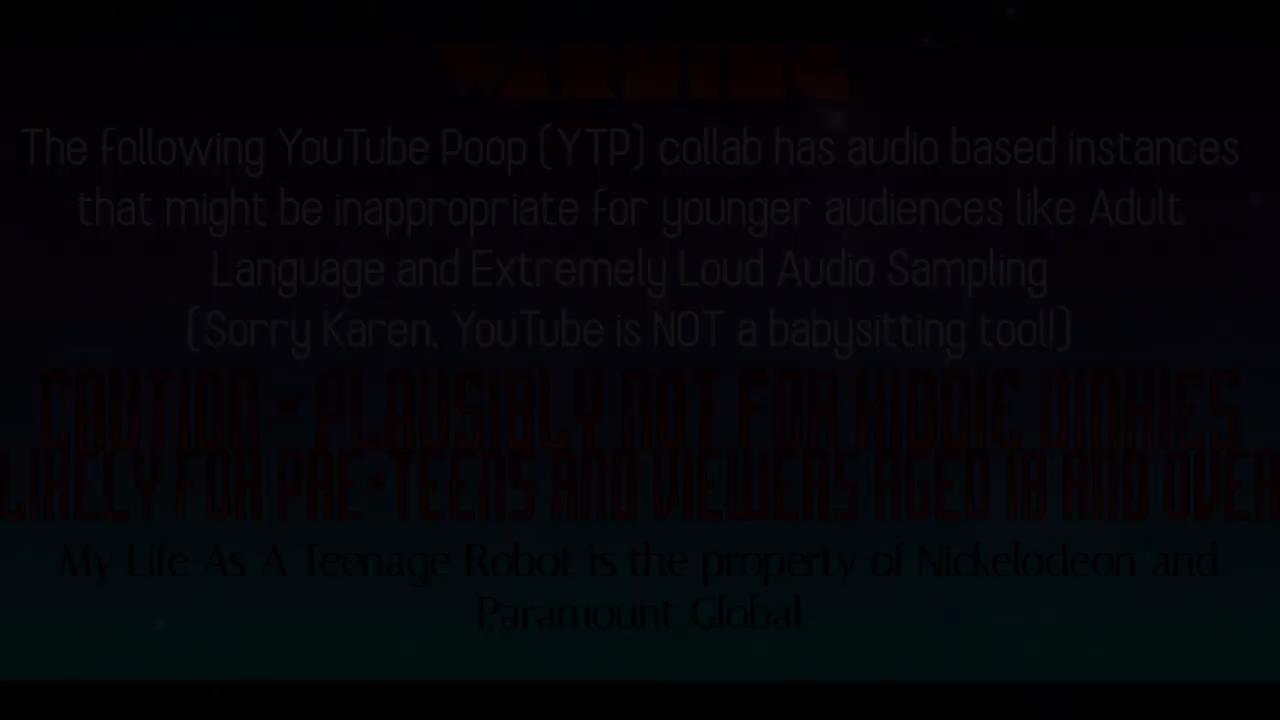 WARNING
The following YouTube Poop (YTP) collab has audio based instances
that might be inappropriate for younger audiences like Adult
Language and Extremely Loud Audio Sampling
(Sorry Karen, YouTube is NOT a babysitting tool!)
CAUTION - PLAUSIBLY NOT FOR KIDDIE DINKIES
LIKELY FOR PRE-TEENS AND VIEWERS AGED 18 AND OVER
My Life As A Teenage Robot is the property of Nickelodeon and
Paramount Global